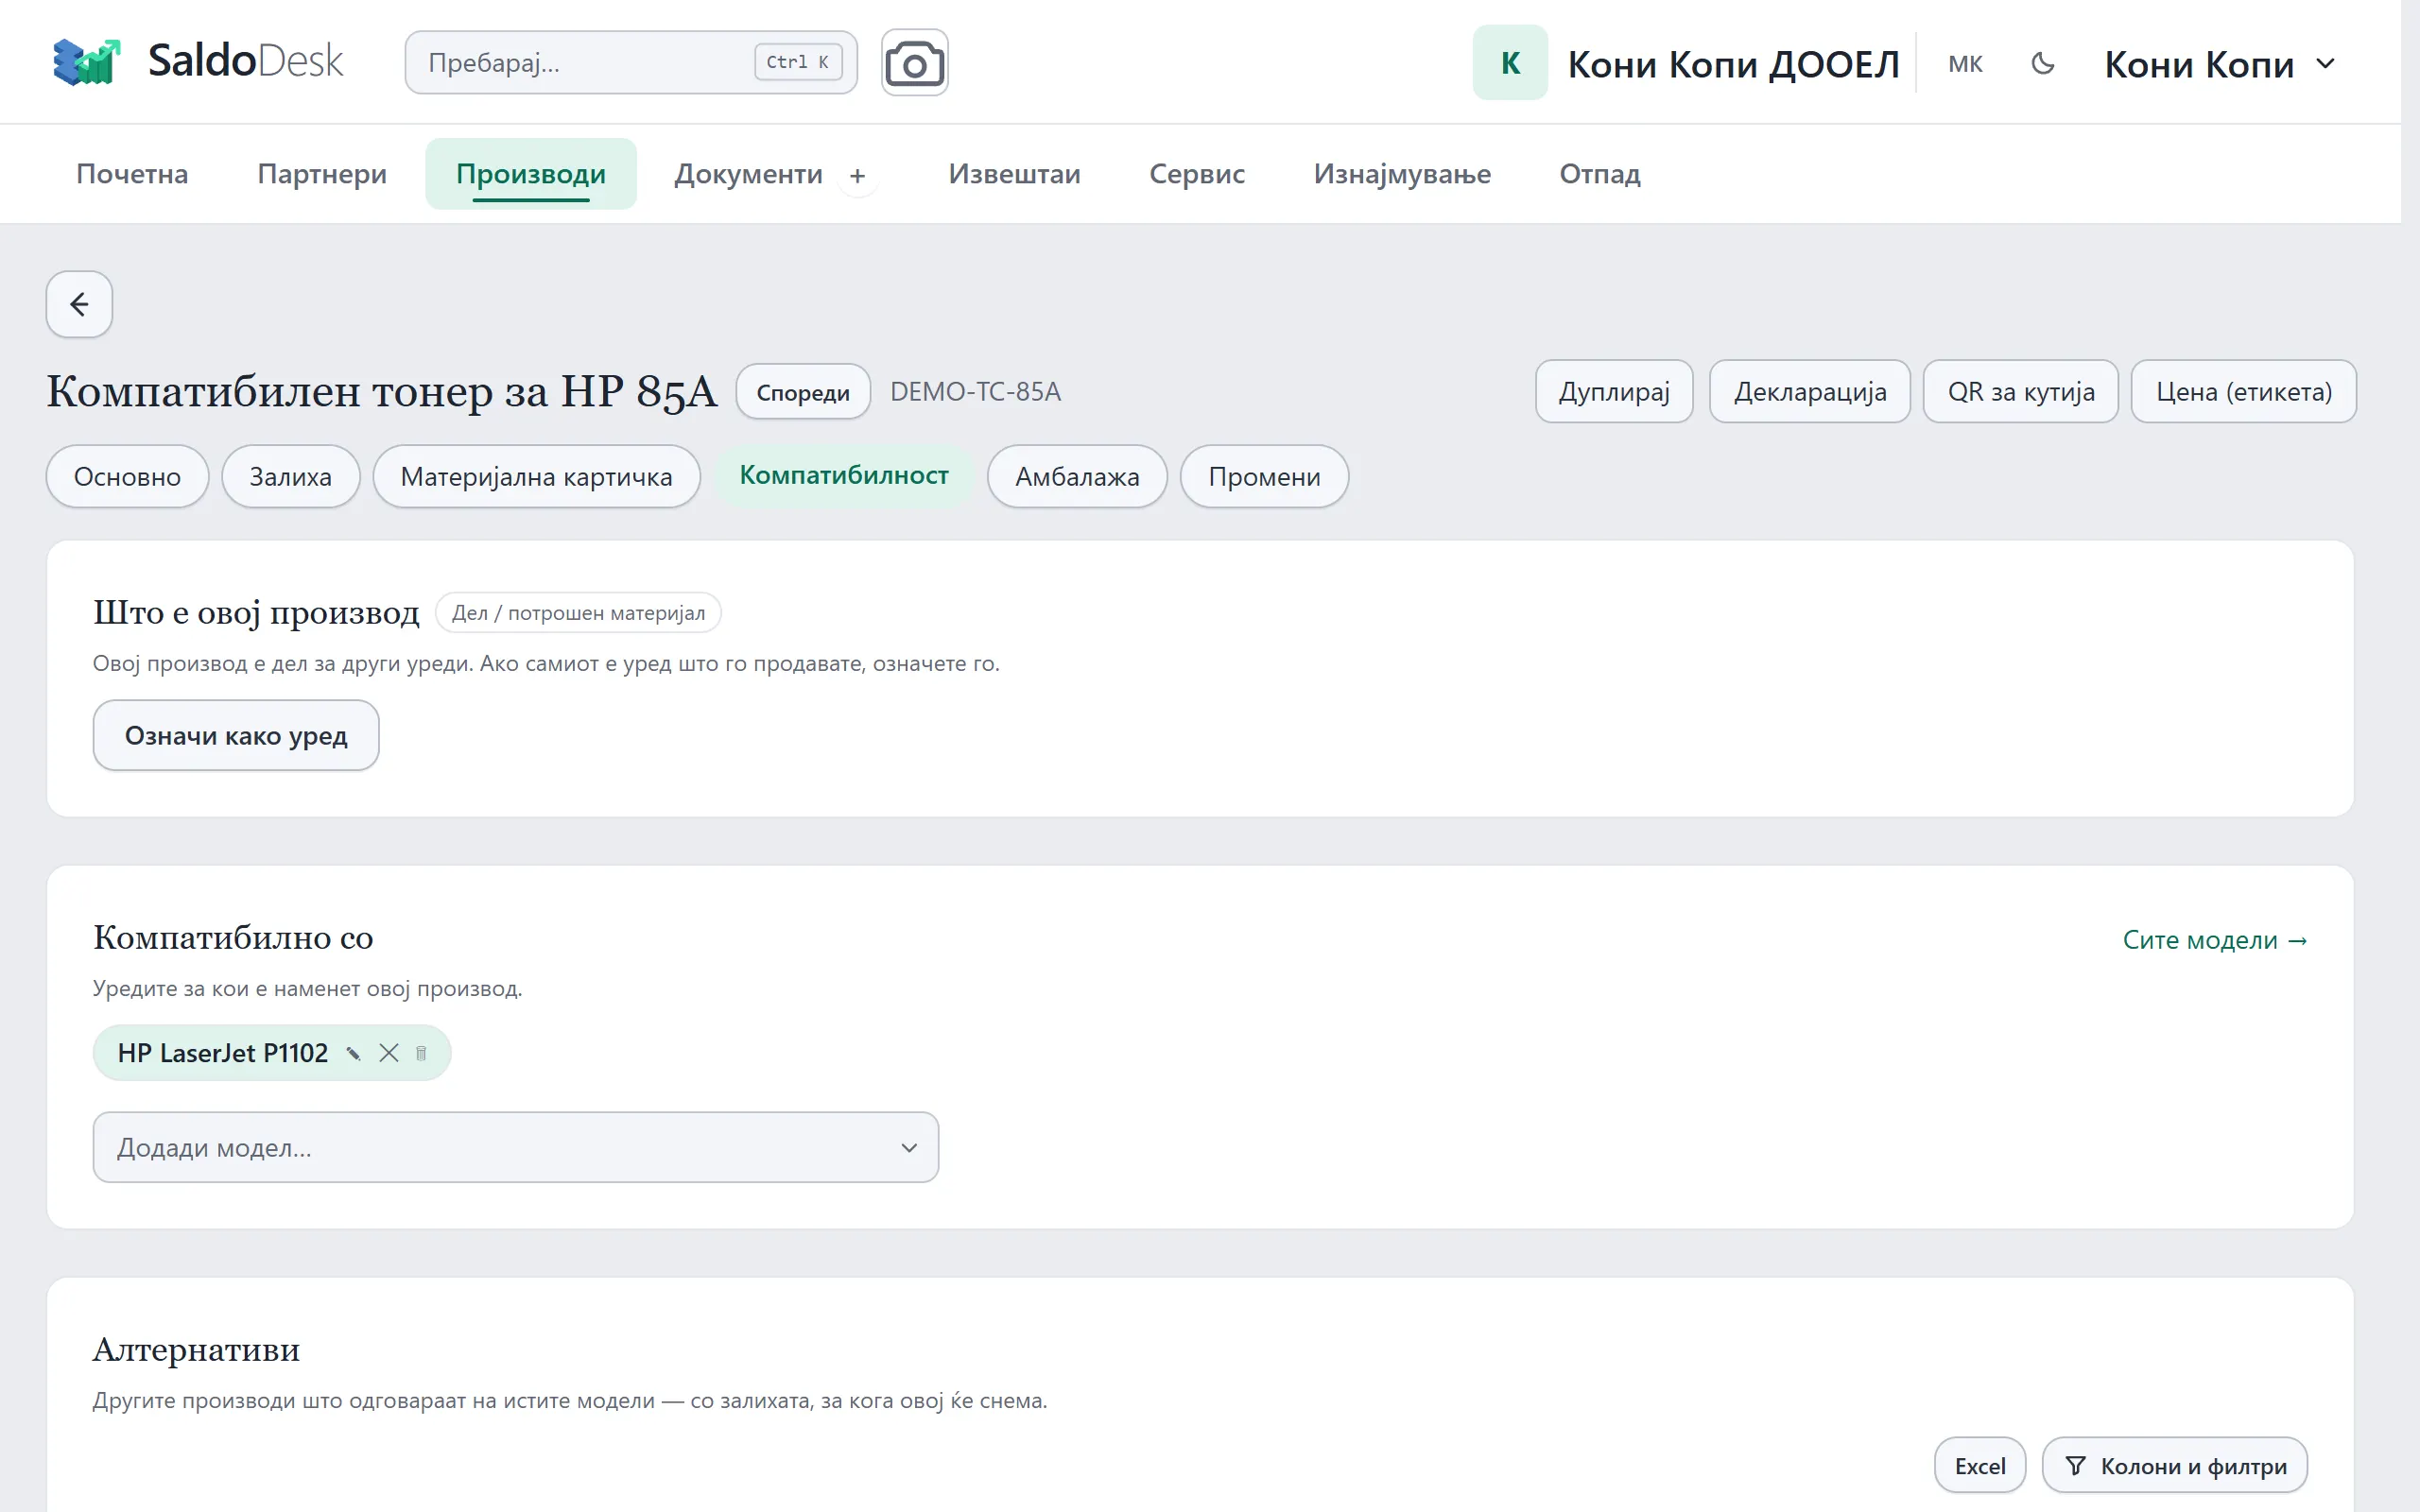 SaldoDesk
Пребарај...
Ctrl K
К
Кони Копи ДООЕЛ
МК
Кони Копи
Почетна
Партнери
Производи
Документи
+
Извештаи
Сервис
Изнајмување
Отпад
Компатибилен тонер за HP 85A
Спореди
DEMO-TC-85A
Дуплирај
Декларација
QR за кутија
Цена (етикета)
Основно
Залиха
Материјална картичка
Компатибилност
Амбалажа
Промени
Што е овој производ
Дел / потрошен материјал
Овој производ е дел за други уреди. Ако самиот е уред што го продавате, означете го.
Означи како уред
Компатибилно со
Сите модели →
Уредите за кои е наменет овој производ.
HP LaserJet P1102
Додади модел...
Алтернативи
Другите производи што одговараат на истите модели — со залихата, за кога овој ќе снема.
Excel
Колони и филтри